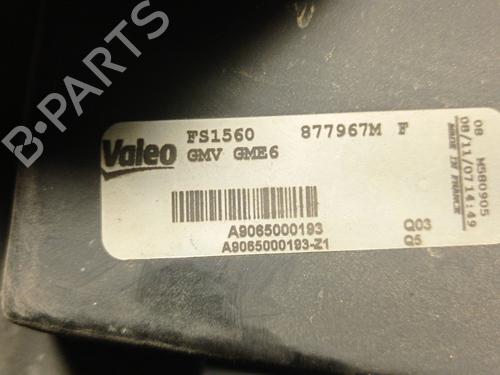 Valeo
FS1560 877967M F
GMV GME6
A9065000193 Q03
A9065000193-Z1 Q5
08 M580905
08/11/07 14:49
MADE IN FRANCE